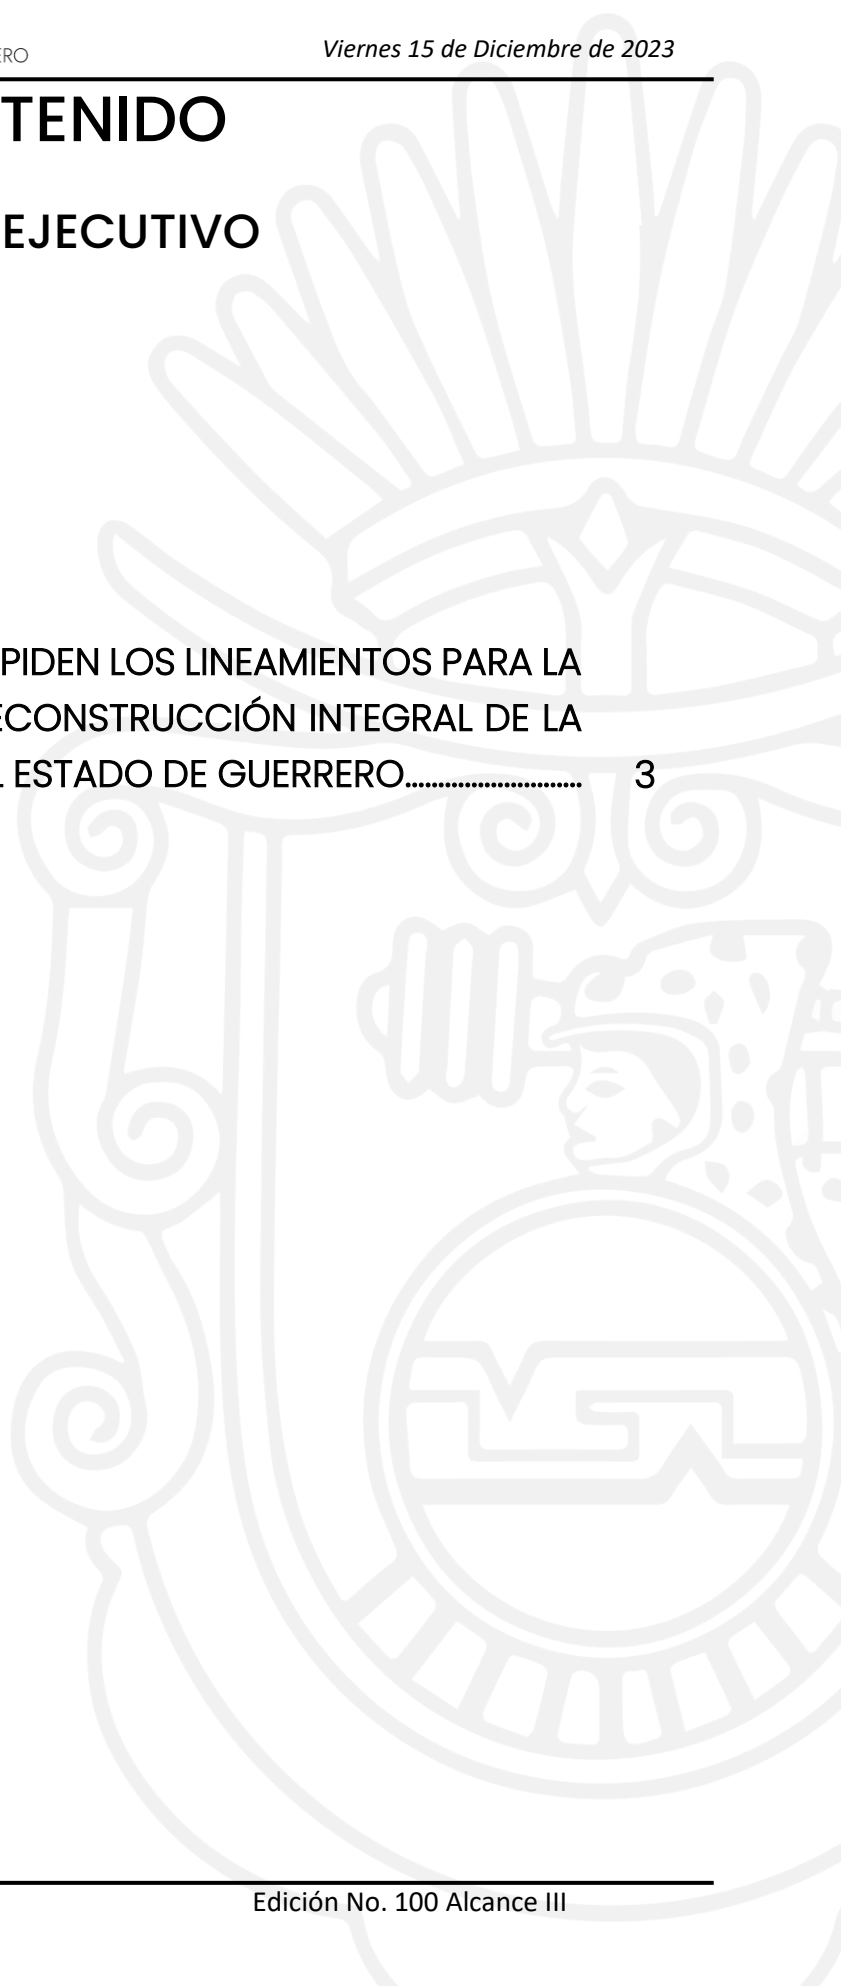 ERO
Viernes 15 de Diciembre de 2023
TENIDO
EJECUTIVO
PIDEN LOS LINEAMIENTOS PARA LA
ECONSTRUCCIÓN INTEGRAL DE LA
L ESTADO DE GUERRERO........................... 3
Edición No. 100 Alcance III